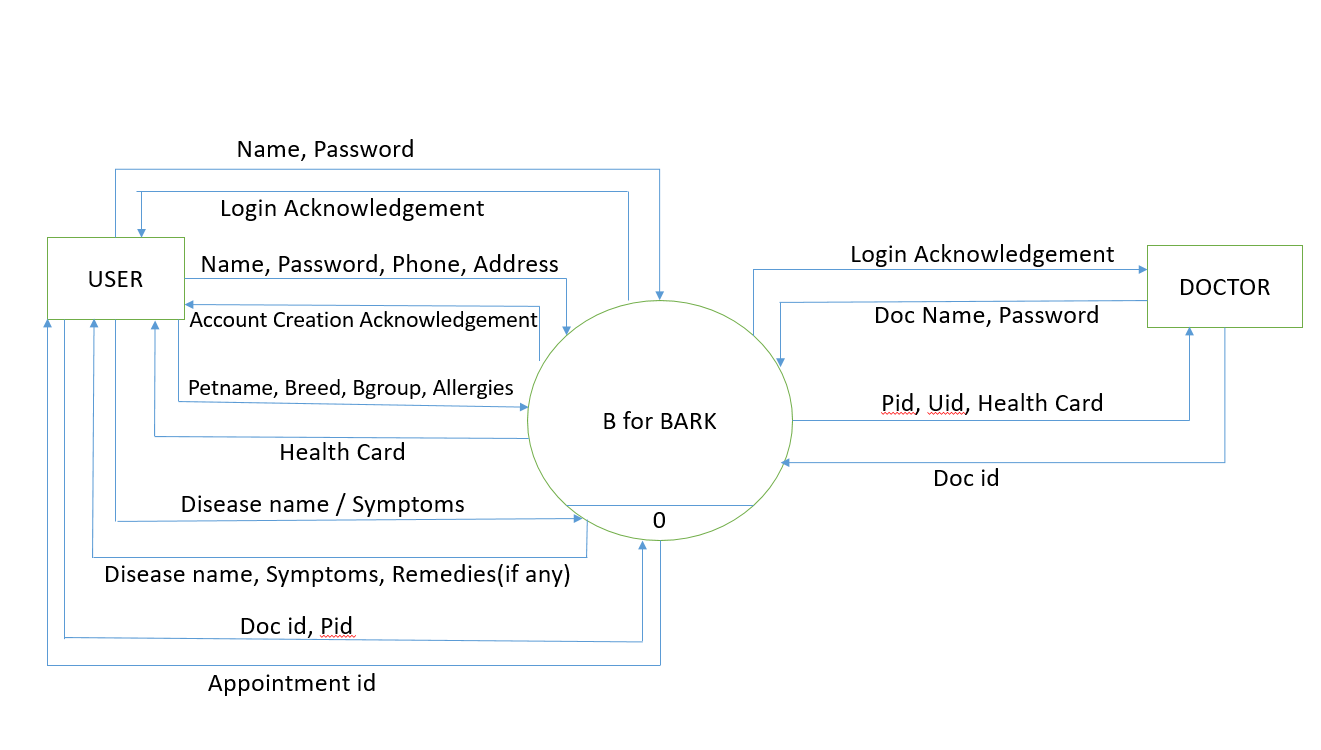 Name, Password
Login Acknowledgement
USER
Name, Password, Phone, Address
Account Creation Acknowledgement
Petname, Breed, Bgroup, Allergies
Health Card
Disease name / Symptoms
Disease name, Symptoms, Remedies(if any)
Doc id, Pid
Appointment id
B for BARK
0
Login Acknowledgement
DOCTOR
Doc Name, Password
Pid, Uid, Health Card
Doc id